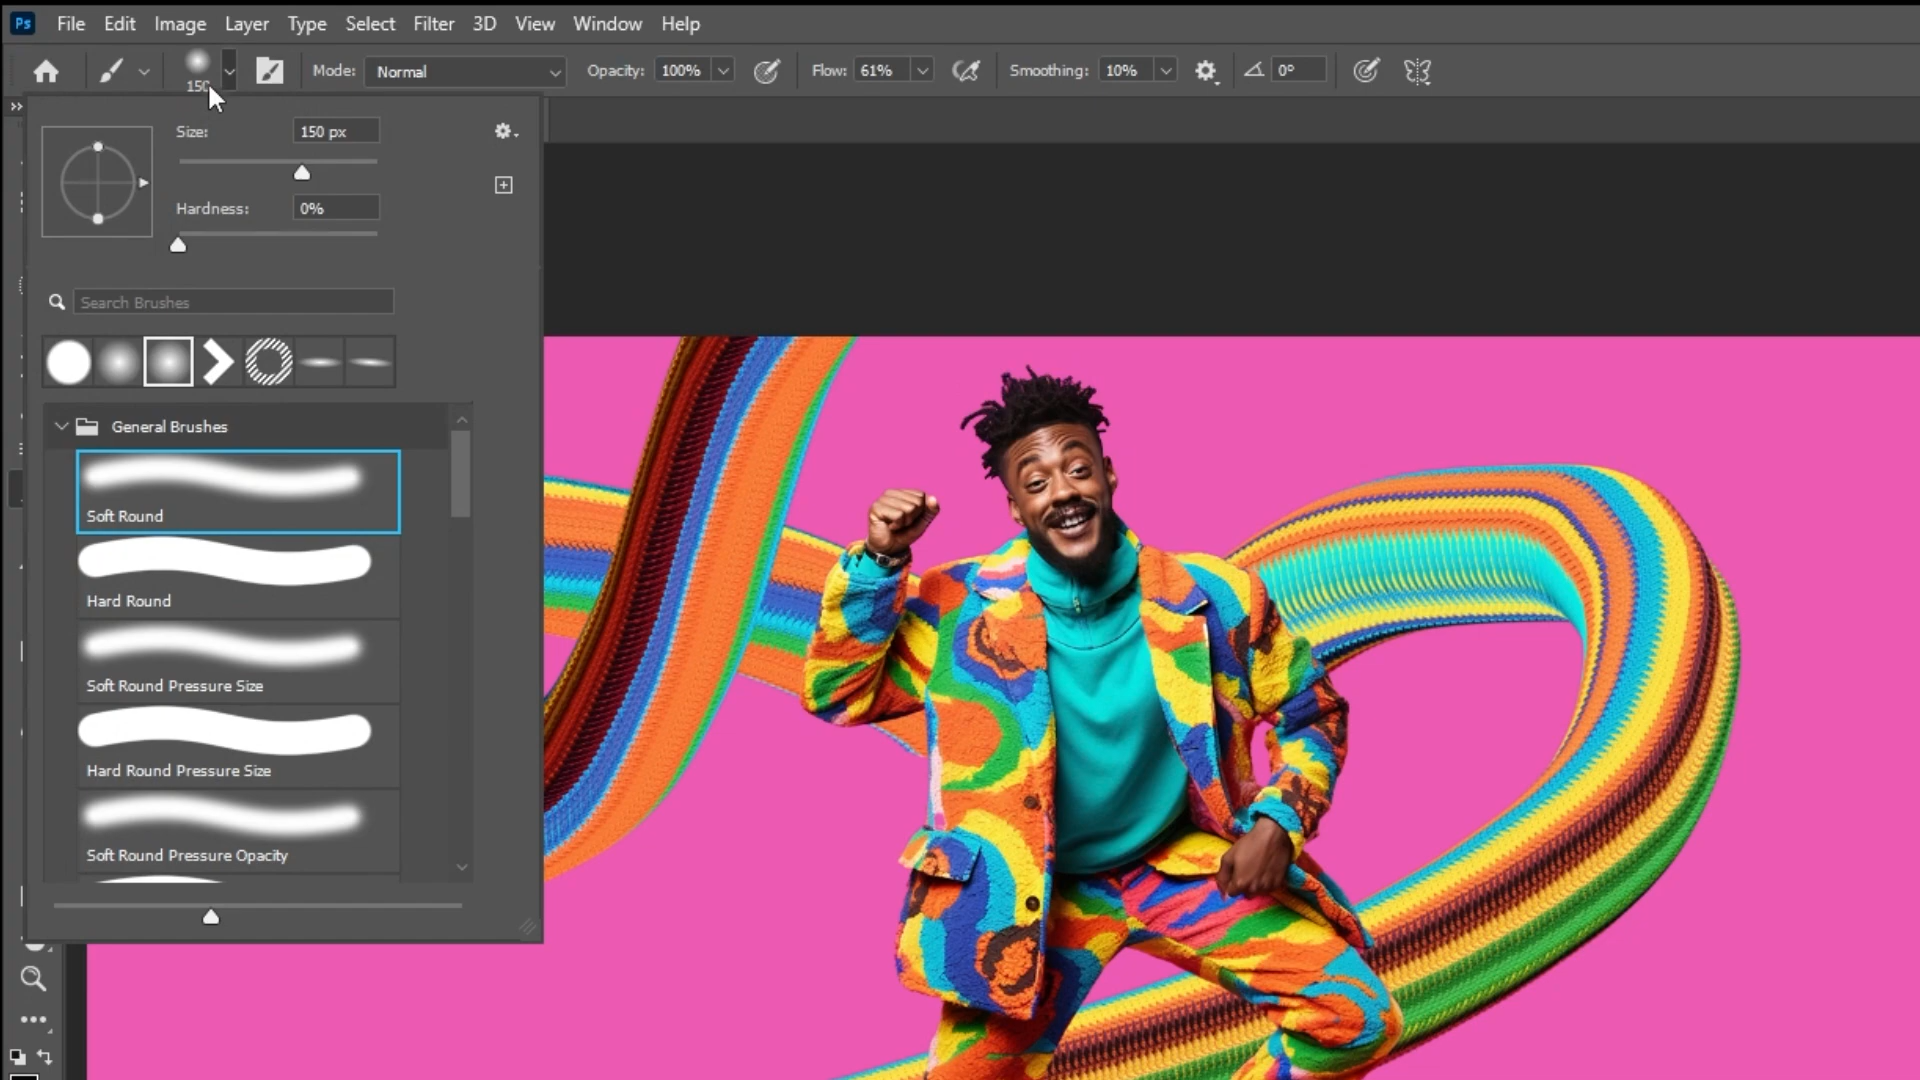 Ps File Edit Image Layer Type Select Filter 3D View Window Help
150 Mode: Normal Opacity: 100% Flow: 61% Smoothing: 10% 0°
Size: 150 px
Hardness: 0%
Search Brushes
General Brushes
Soft Round
Hard Round
Soft Round Pressure Size
Hard Round Pressure Size
Soft Round Pressure Opacity